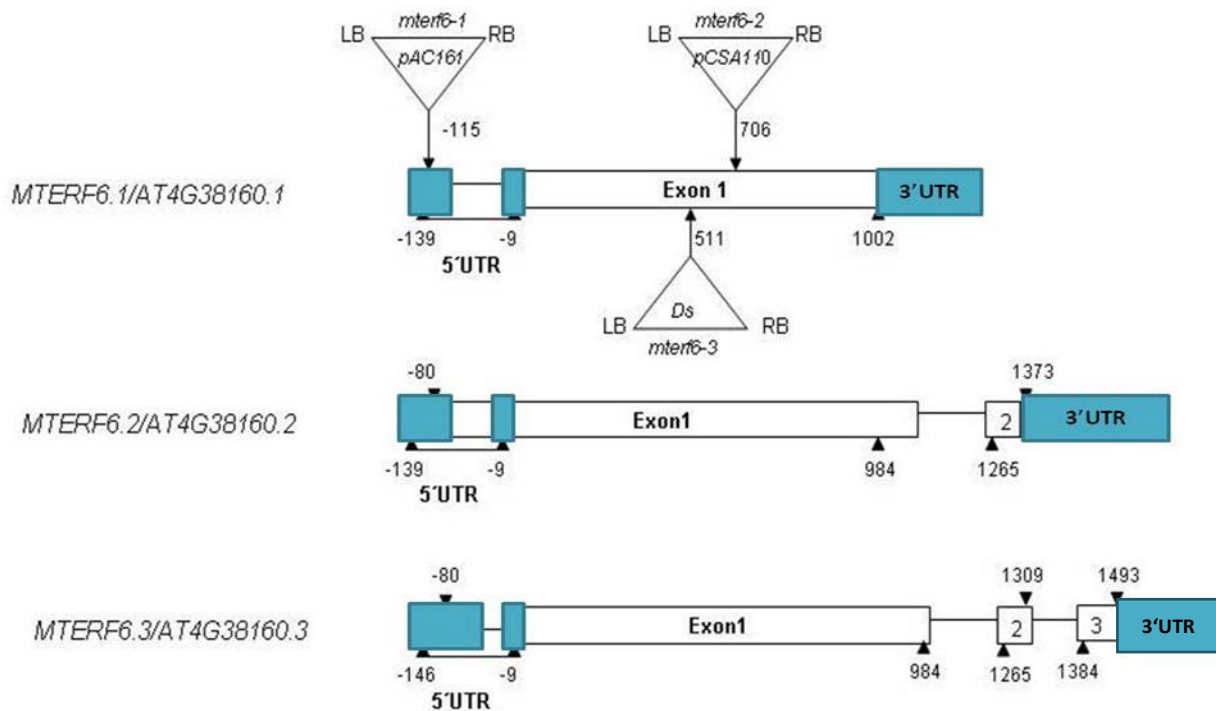 mterf6-1
LB
RB
pAC161
-115
mterf6-2
LB
RB
pCSA110
706
MTERF6.1/AT4G38160.1
Exon 1
3'UTR
-139
-9
5´UTR
511
1002
Ds
LB
RB
mterf6-3
-80
1373
MTERF6.2/AT4G38160.2
Exon1
2
3'UTR
-139
-9
5´UTR
984
1265
-80
1309
1493
MTERF6.3/AT4G38160.3
Exon1
2
3
3‘UTR
-146
-9
5´UTR
984
1265
1384